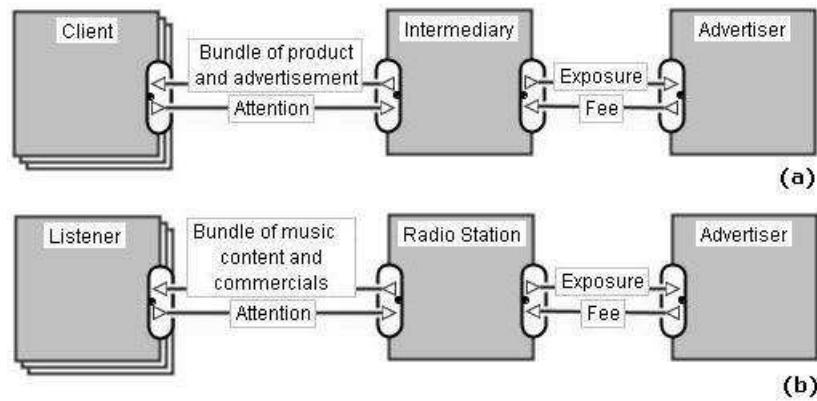 Client
Intermediary
Advertiser
Bundle of product
and advertisement
Exposure
Attention
Fee
(a)
Listener
Bundle of music
content and
commercials
Radio Station
Advertiser
Exposure
Attention
Fee
(b)